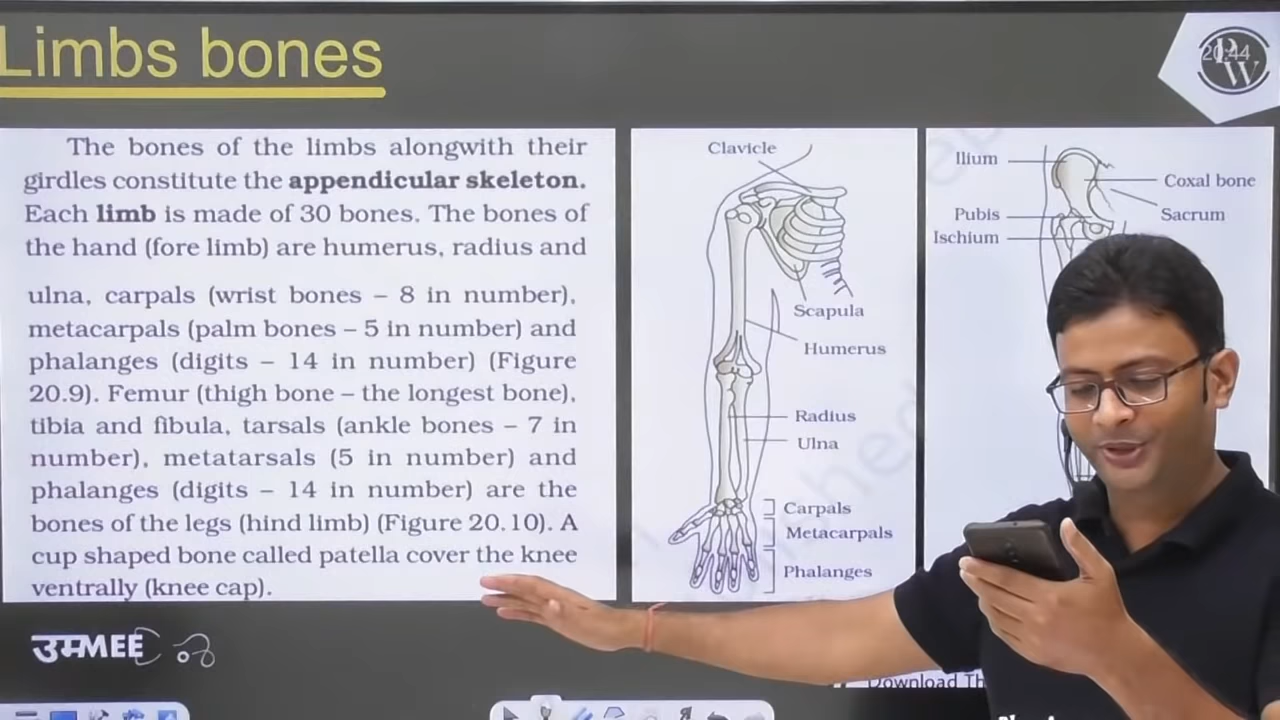 Limbs bones
20:44
PW
The bones of the limbs alongwith their
girdles constitute the appendicular skeleton.
Each limb is made of 30 bones. The bones of
the hand (fore limb) are humerus, radius and
ulna, carpals (wrist bones – 8 in number),
metacarpals (palm bones – 5 in number) and
phalanges (digits – 14 in number) (Figure
20.9). Femur (thigh bone – the longest bone),
tibia and fibula, tarsals (ankle bones – 7 in
number), metatarsals (5 in number) and
phalanges (digits – 14 in number) are the
bones of the legs (hind limb) (Figure 20.10). A
cup shaped bone called patella cover the knee
ventrally (knee cap).
Clavicle
Scapula
Humerus
Radius
Ulna
Carpals
Metacarpals
Phalanges
Ilium
Coxal bone
Pubis
Sacrum
Ischium
उम्MEED
Download Th